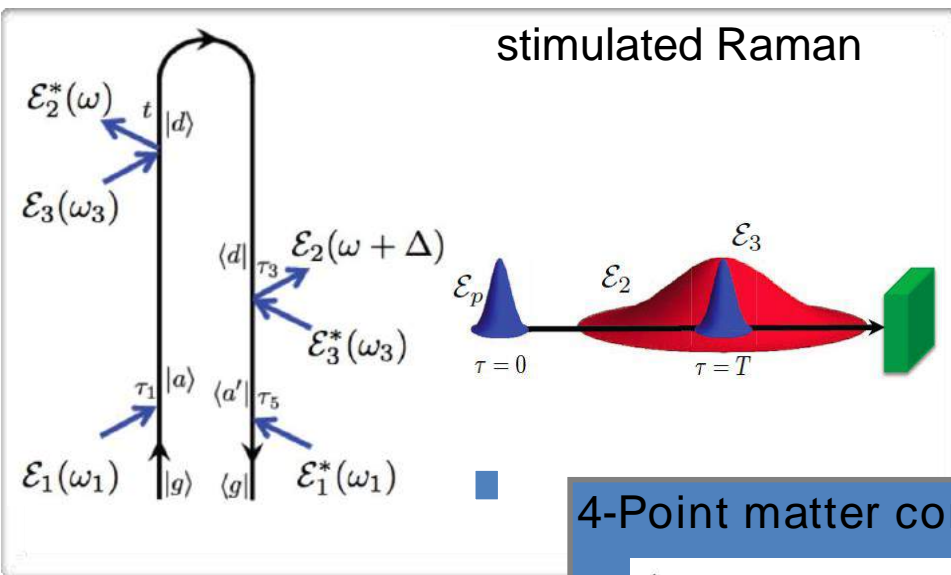 stimulated Raman
ℰ₂*(ω)
t
|d⟩
ℰ₃(ω₃)
⟨d|
τ₃
ℰ₂(ω + Δ)
ℰ₃*(ω₃)
τ₁
|a⟩
⟨a'|
τ₅
ℰ₁(ω₁)
|g⟩
⟨g|
ℰ₁*(ω₁)
ℰₚ
ℰ₂
ℰ₃
τ = 0
τ = T
4-Point matter co